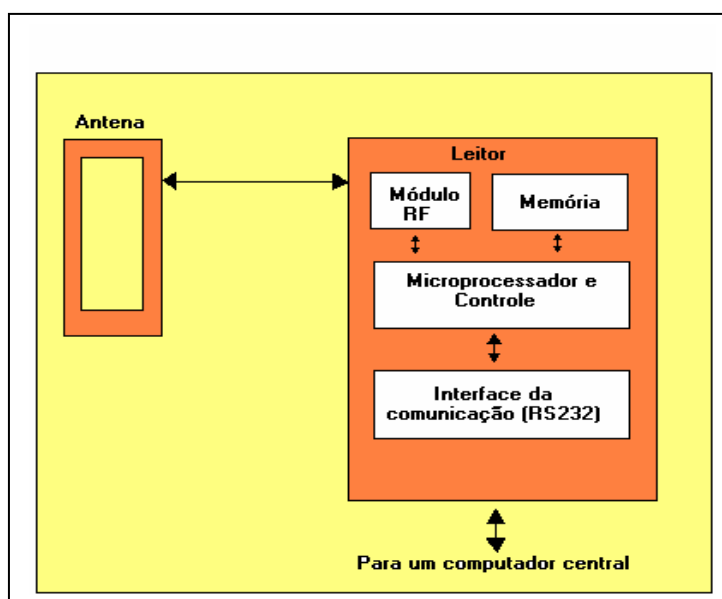 Antena
Leitor
Módulo
RF
Memória
Microprocessador e
Controle
Interface da
comunicação (RS232)
Para um computador central